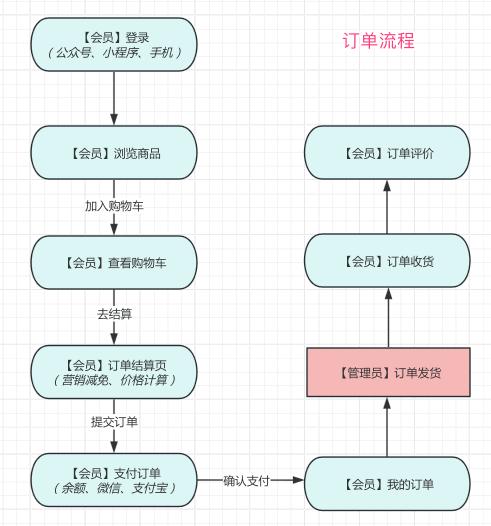 【会员】登录
（公众号、小程序、手机）
订单流程
【会员】浏览商品
加入购物车
【会员】查看购物车
去结算
【会员】订单结算页
（营销减免、价格计算）
提交订单
【会员】支付订单
（余额、微信、支付宝）
确认支付
【会员】我的订单
【管理员】订单发货
【会员】订单收货
【会员】订单评价